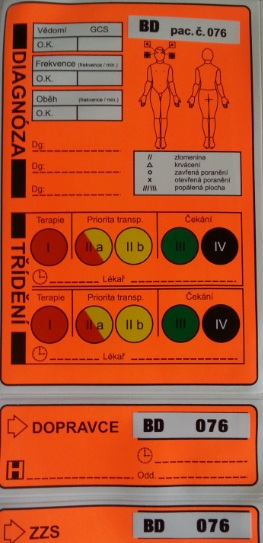 DIAGNÓZA
Vědomí GCS
O.K.
Frekvence (frekvence / min.)
O.K.
Oběh (frekvence / min.)
O.K.
Dg:
Dg:
Dg:
BD pac.č. 076
// zlomenina
△ krvácení
o zavřená poranění
x otevřená poranění
//\\\ popálená plocha
TŘÍDĚNÍ
Terapie Priorita transp. Čekání
I II a II b III IV
Lékař
Terapie Priorita transp. Čekání
I II a II b III IV
Lékař
DOPRAVCE BD 076
H
Odd.
ZZS BD 076